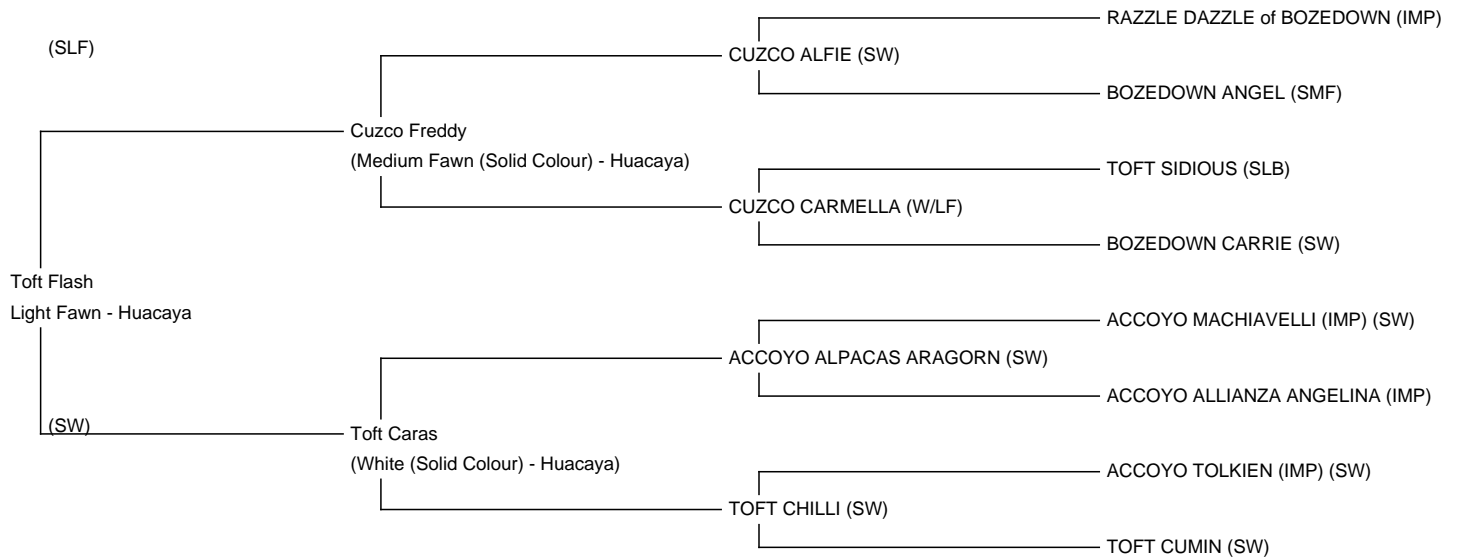 RAZZLE DAZZLE of BOZEDOWN (IMP)
(SLF)
CUZCO ALFIE (SW)
BOZEDOWN ANGEL (SMF)
Cuzco Freddy
(Medium Fawn (Solid Colour) - Huacaya)
TOFT SIDIOUS (SLB)
CUZCO CARMELLA (W/LF)
BOZEDOWN CARRIE (SW)
Toft Flash
Light Fawn - Huacaya
ACCOYO MACHIAVELLI (IMP) (SW)
ACCOYO ALPACAS ARAGORN (SW)
ACCOYO ALLIANZA ANGELINA (IMP)
(SW)
Toft Caras
(White (Solid Colour) - Huacaya)
ACCOYO TOLKIEN (IMP) (SW)
TOFT CHILLI (SW)
TOFT CUMIN (SW)